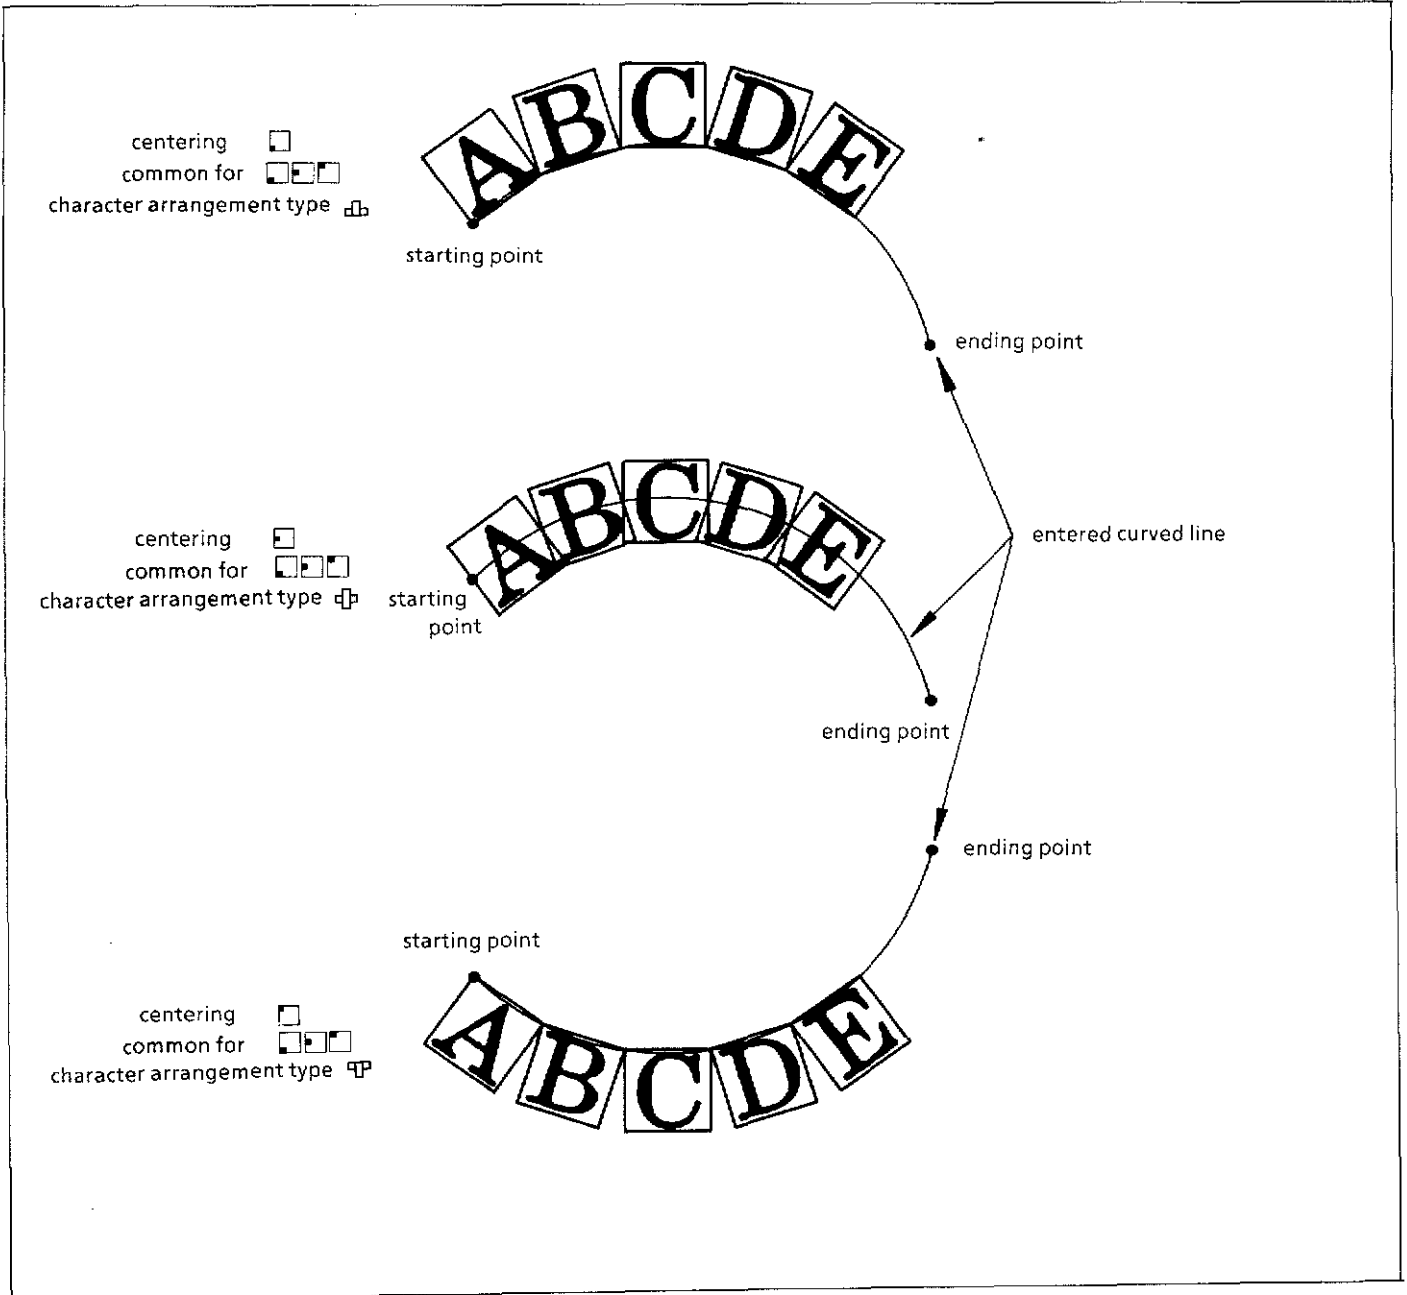 ABCDE
centering
common for
character arrangement type
starting point
ending point
ABCDE
entered curved line
centering
common for
character arrangement type
starting
point
ending point
ending point
starting point
centering
common for
character arrangement type
ABCDE